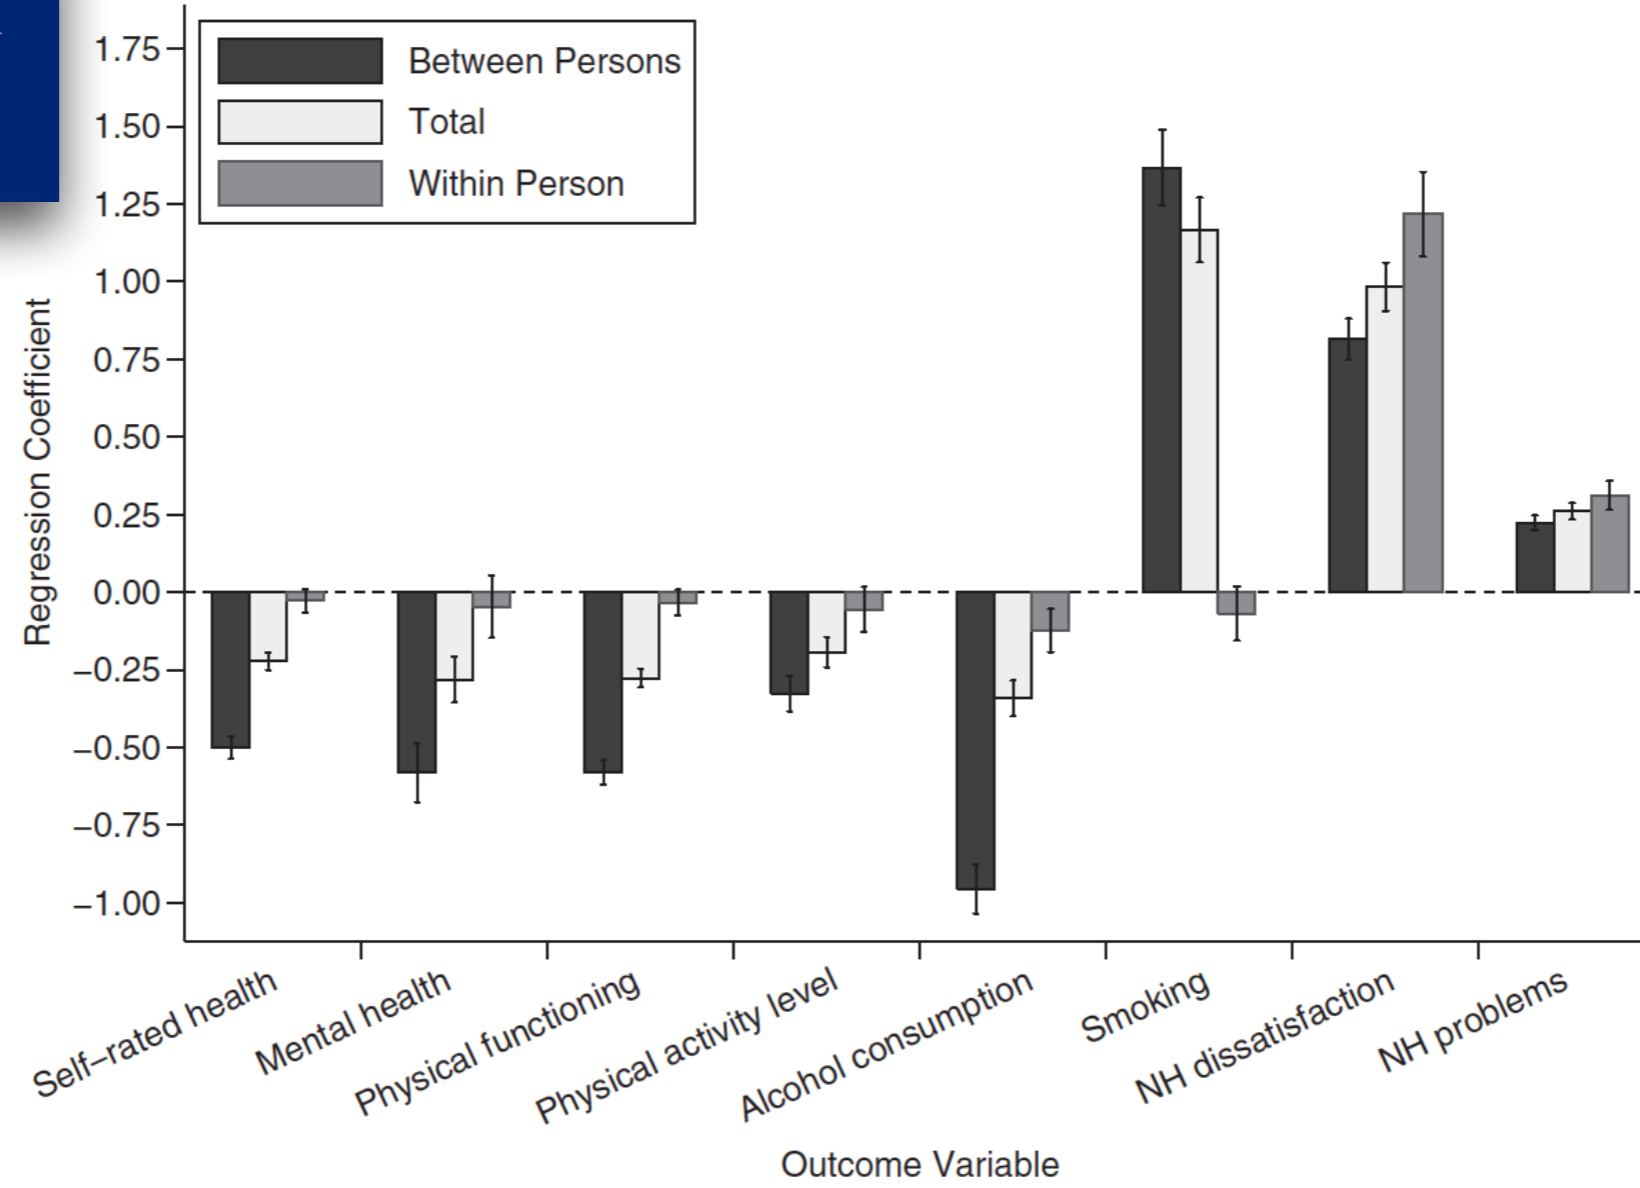 1.75
1.50
1.25
1.00
0.75
0.50
0.25
0.00
−0.25
−0.50
−0.75
−1.00
Regression Coefficient
Between Persons
Total
Within Person
Self−rated health
Mental health
Physical functioning
Physical activity level
Alcohol consumption
Smoking
NH dissatisfaction
NH problems
Outcome Variable